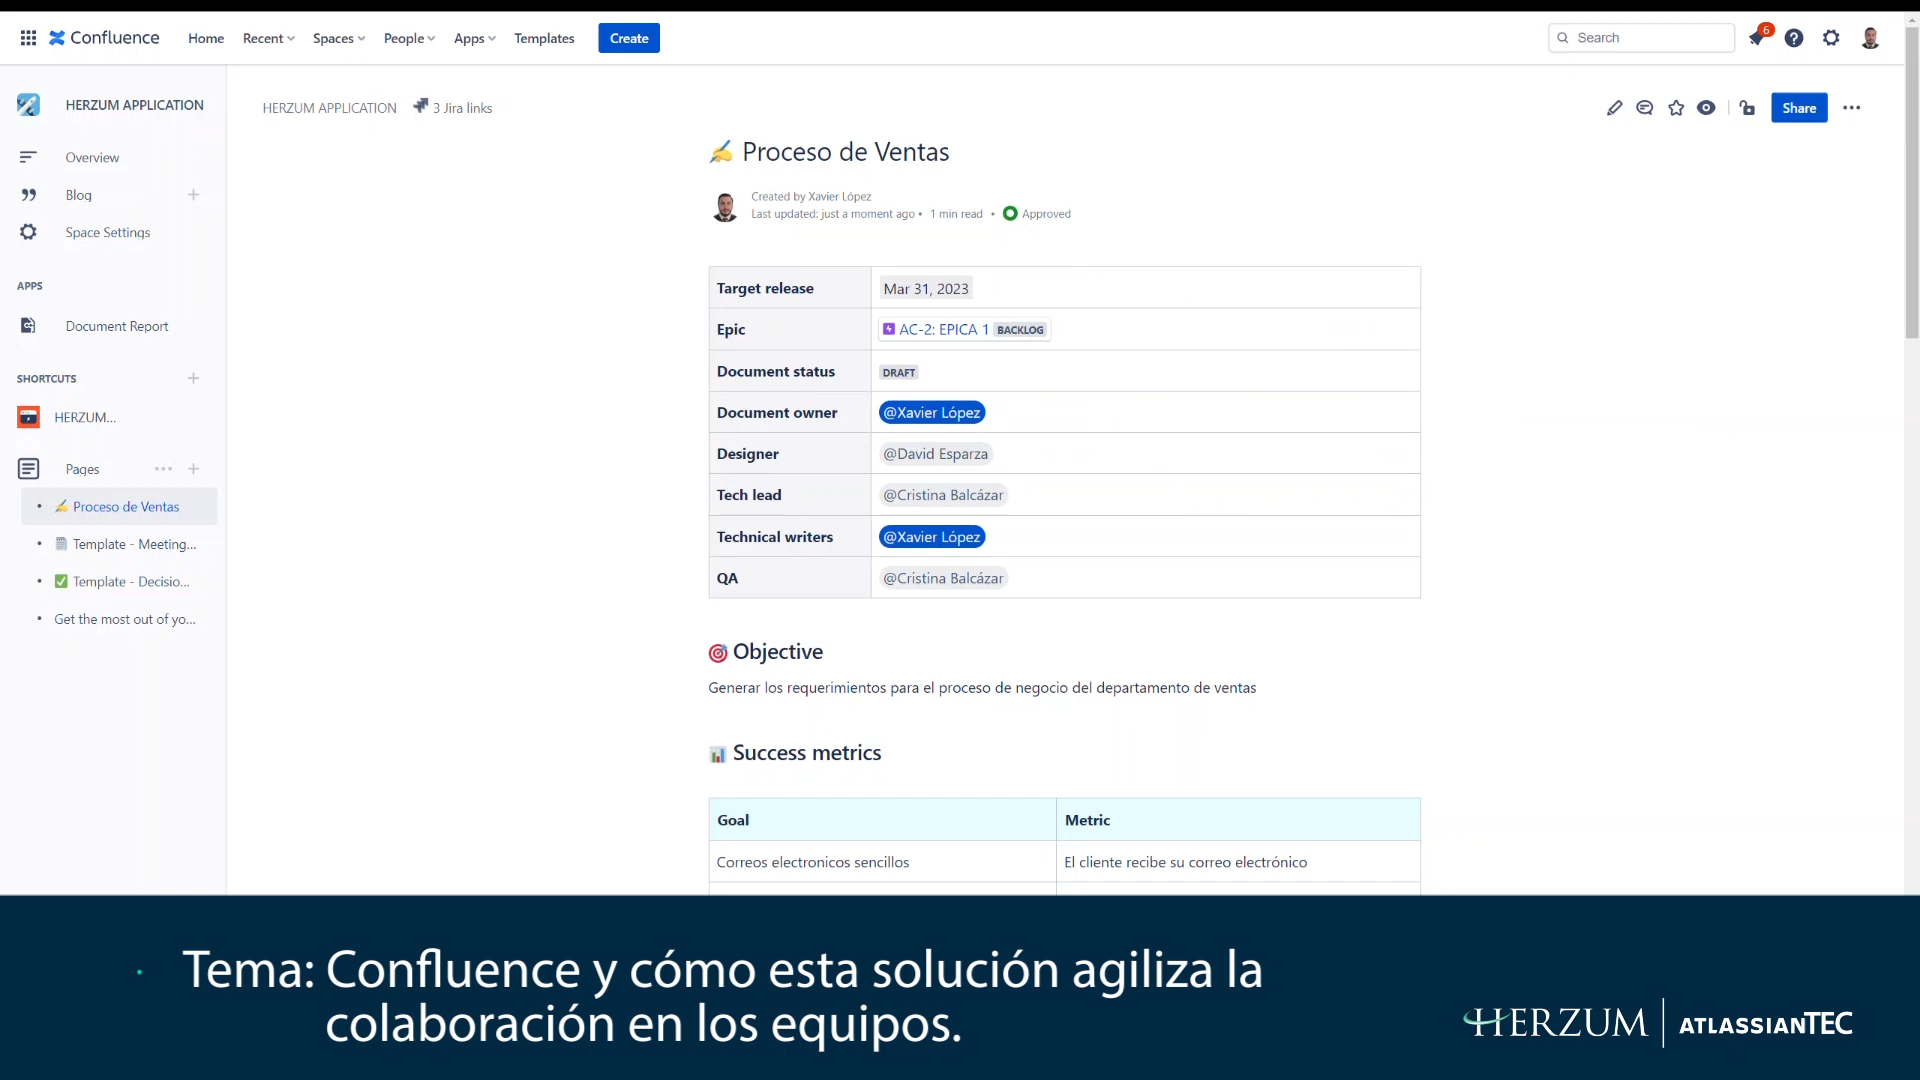 Confluence
Home
Recent
Spaces
People
Apps
Templates
Create
Search
6
HERZUM APPLICATION
Overview
Blog
Space Settings
APPS
Document Report
SHORTCUTS
HERZUM...
Pages
Proceso de Ventas
Template - Meeting...
Template - Decisio...
Get the most out of yo...
HERZUM APPLICATION
3 Jira links
Share
Proceso de Ventas
Created by Xavier López
Last updated: just a moment ago • 1 min read • Approved
Target release Mar 31, 2023
Epic AC-2: EPICA 1 BACKLOG
Document status DRAFT
Document owner @Xavier López
Designer @David Esparza
Tech lead @Cristina Balcázar
Technical writers @Xavier López
QA @Cristina Balcázar
Objective
Generar los requerimientos para el proceso de negocio del departamento de ventas
Success metrics
Goal Metric
Correos electronicos sencillos El cliente recibe su correo electrónico
Tema: Confluence y cómo esta solución agiliza la
colaboración en los equipos.
HERZUM | ATLASSIANTEC